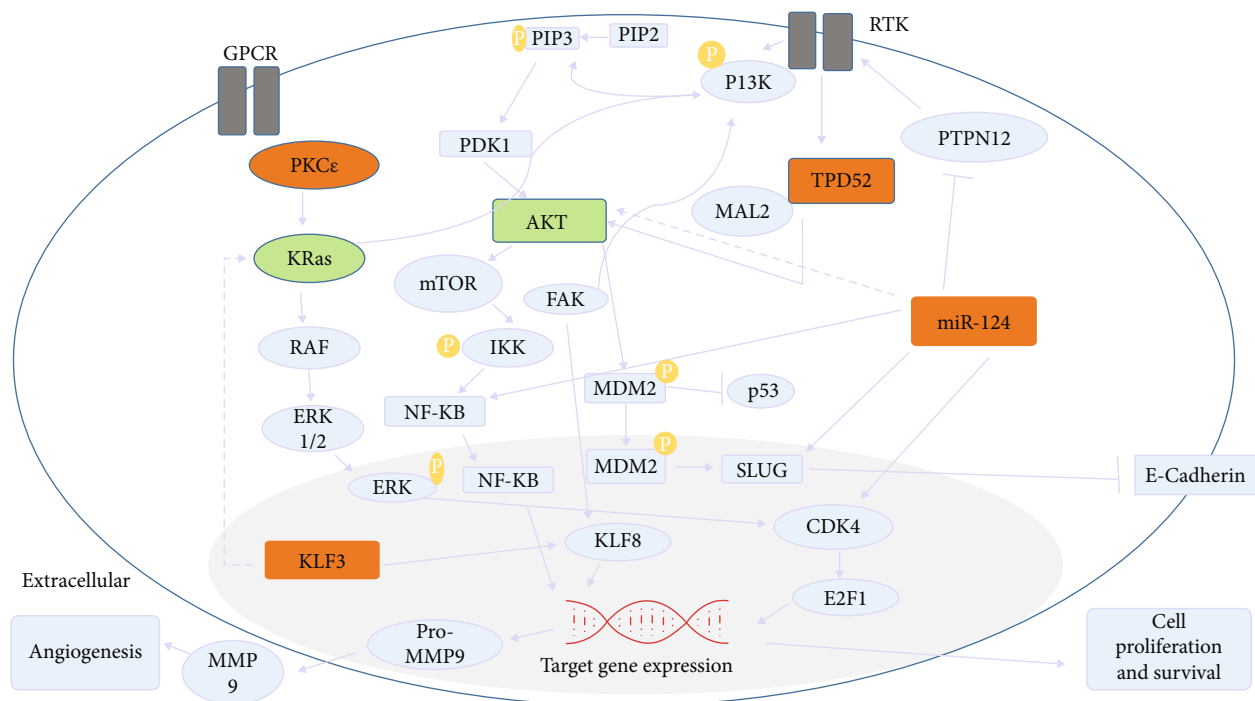 RTK
P
PIP3
PIP2
GPCR
P
P13K
PDK1
PTPN12
PKCε
TPD52
MAL2
AKT
KRas
mTOR
FAK
miR-124
RAF
P
IKK
P
MDM2
p53
NF-KB
ERK
1/2
P
MDM2
SLUG
E-Cadherin
P
ERK
NF-KB
CDK4
KLF8
KLF3
Extracellular
E2F1
Angiogenesis
MMP
9
Pro-
MMP9
Target gene expression
Cell
proliferation
and survival